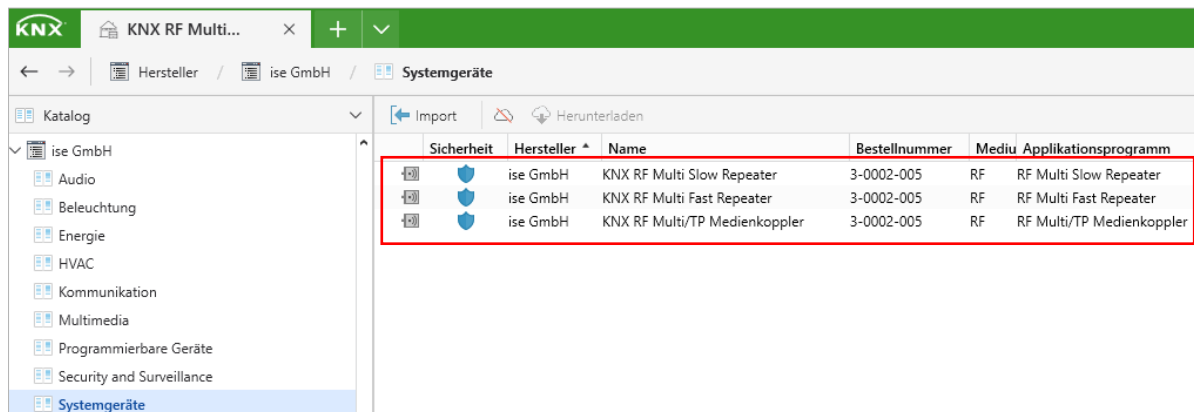 KNX KNX RF Multi...
Hersteller / ise GmbH / Systemgeräte
Katalog
ise GmbH
Audio
Beleuchtung
Energie
HVAC
Kommunikation
Multimedia
Programmierbare Geräte
Security and Surveillance
Systemgeräte
Import Herunterladen
Sicherheit Hersteller Name Bestellnummer Mediu Applikationsprogramm
ise GmbH KNX RF Multi Slow Repeater 3-0002-005 RF RF Multi Slow Repeater
ise GmbH KNX RF Multi Fast Repeater 3-0002-005 RF RF Multi Fast Repeater
ise GmbH KNX RF Multi/TP Medienkoppler 3-0002-005 RF RF Multi/TP Medienkoppler